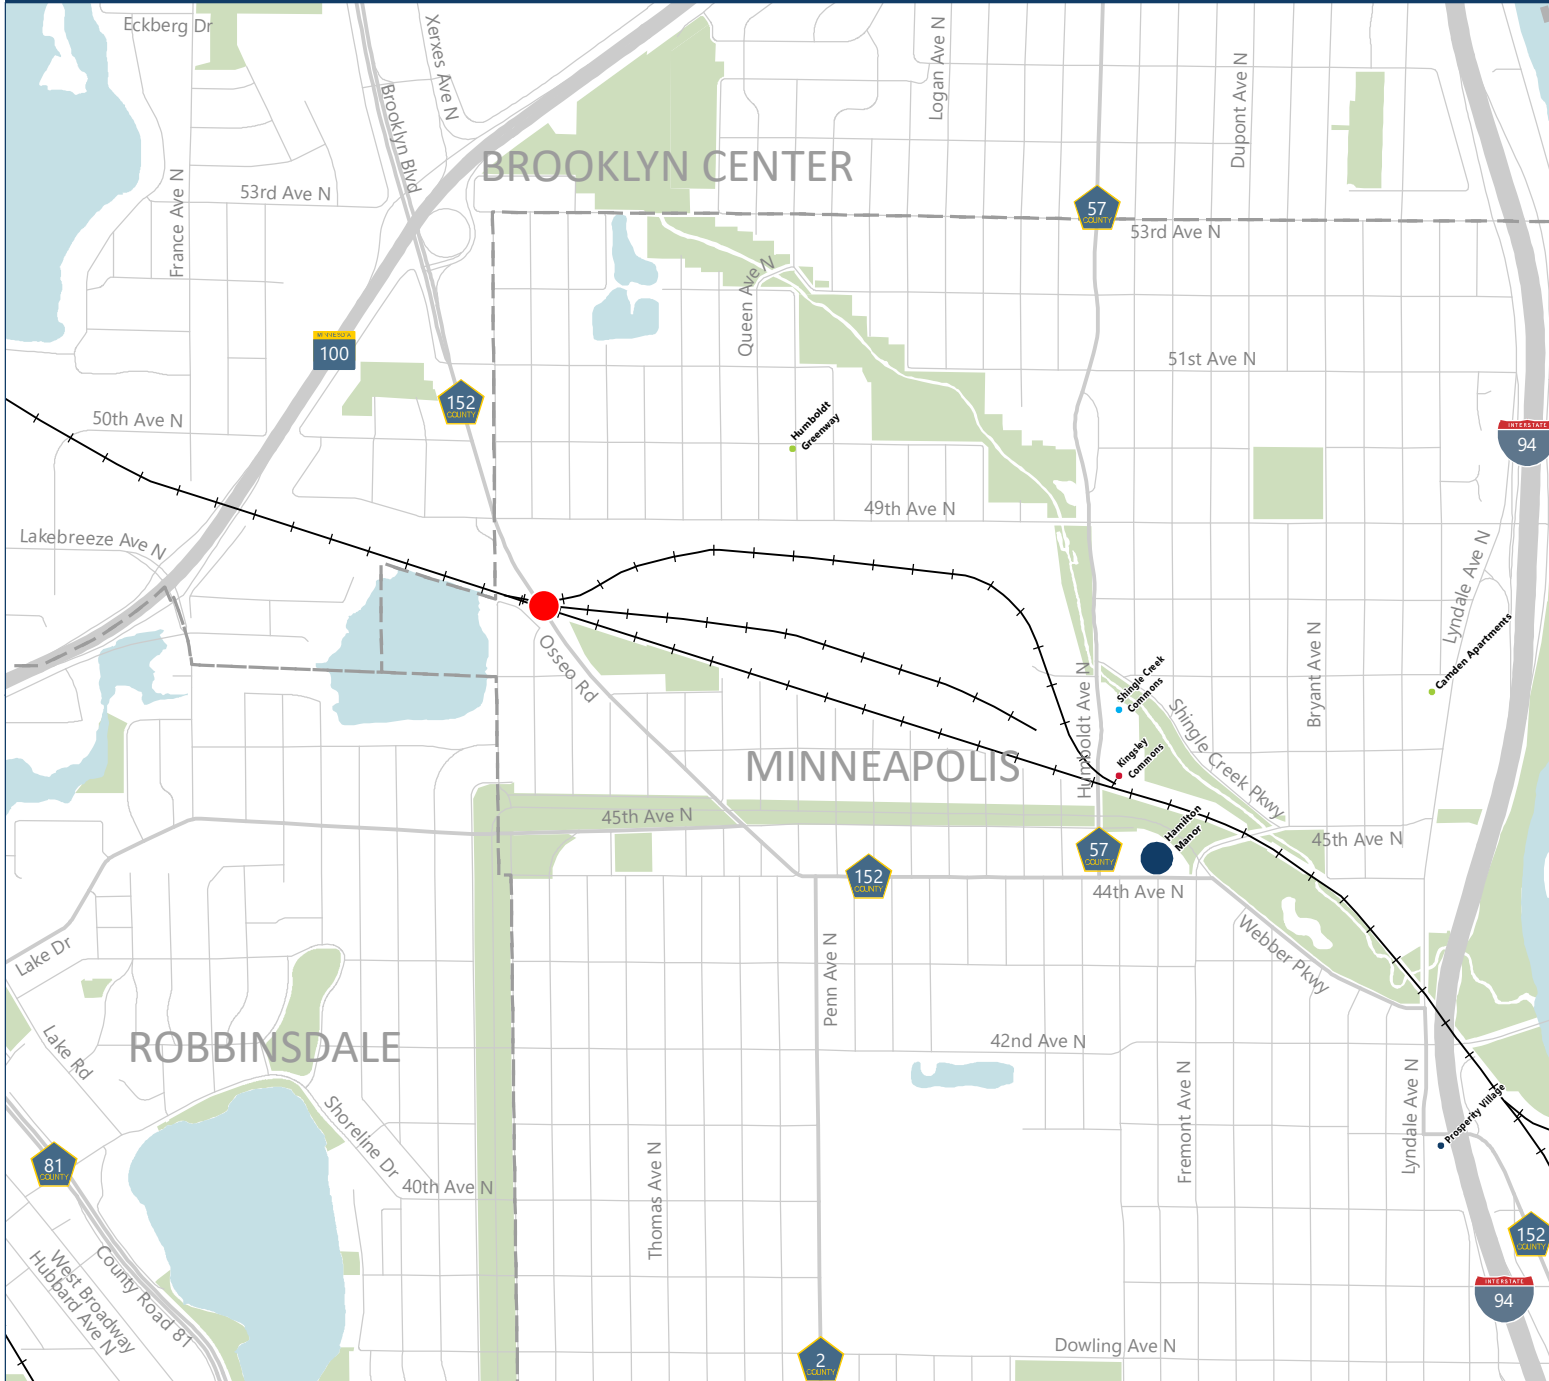 Eckberg Dr
Xerxes Ave N
Logan Ave N
Dupont Ave N
Brooklyn Blvd
BROOKLYN CENTER
53rd Ave N
France Ave N
57
COUNTY
53rd Ave N
Queen Ave N
MINNESOTA
100
51st Ave N
152
COUNTY
50th Ave N
Humboldt
Greenway
INTERSTATE
94
49th Ave N
Lakebreeze Ave N
Lyndale Ave N
Osseo Rd
Camden Apartments
Bryant Ave N
Shingle Creek
Commons
Humboldt Ave N
Shingle Creek Pkwy
MINNEAPOLIS
Kingsley
Commons
45th Ave N
Hamilton
Manor
45th Ave N
57
COUNTY
152
COUNTY
44th Ave N
Lake Dr
Webber Pkwy
Penn Ave N
ROBBINSDALE
Lake Rd
42nd Ave N
Fremont Ave N
Lyndale Ave N
Prosperity Village
Shoreline Dr
81
COUNTY
40th Ave N
Thomas Ave N
152
COUNTY
West Broadway
Hubbard Ave N
County Road 81
INTERSTATE
94
Dowling Ave N
2
COUNTY